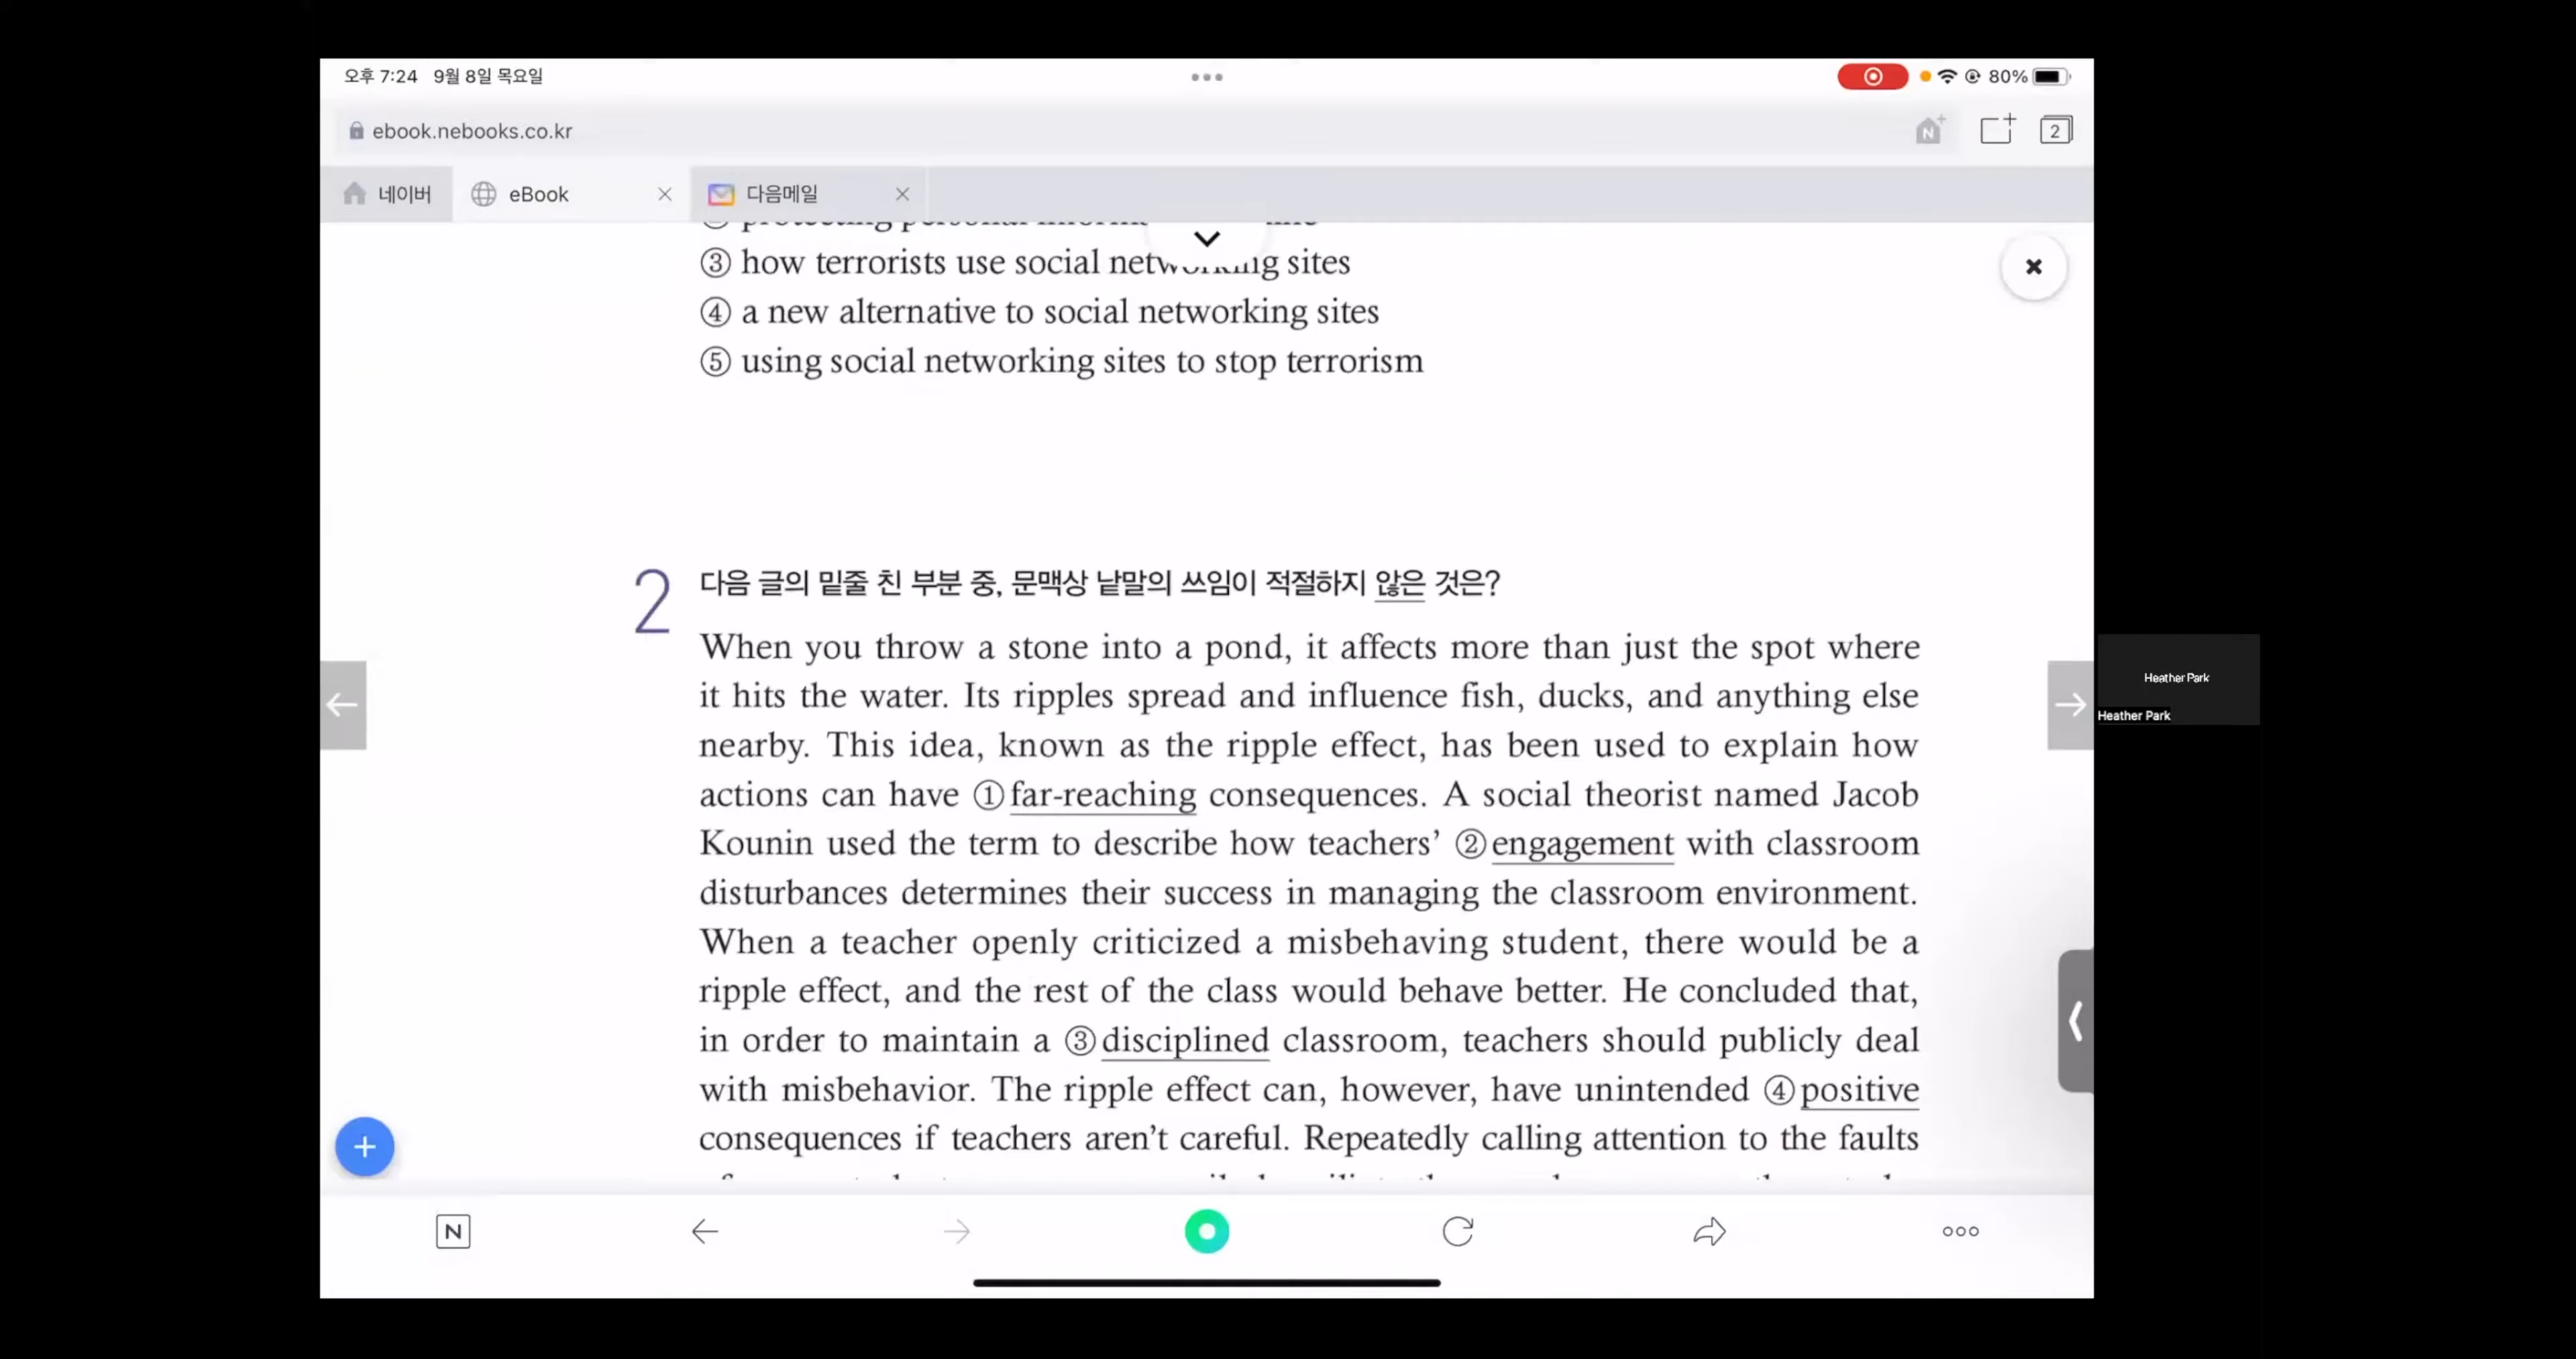 오후 7:24 9월 8일 목요일
80%
ebook.nebooks.co.kr
N
2
네이버
eBook
다음메일
③ how terrorists use social networking sites
④ a new alternative to social networking sites
⑤ using social networking sites to stop terrorism
2 다음 글의 밑줄 친 부분 중, 문맥상 낱말의 쓰임이 적절하지 않은 것은?
When you throw a stone into a pond, it affects more than just the spot where
it hits the water. Its ripples spread and influence fish, ducks, and anything else
nearby. This idea, known as the ripple effect, has been used to explain how
actions can have ① far-reaching consequences. A social theorist named Jacob
Kounin used the term to describe how teachers’ ② engagement with classroom
disturbances determines their success in managing the classroom environment.
When a teacher openly criticized a misbehaving student, there would be a
ripple effect, and the rest of the class would behave better. He concluded that,
in order to maintain a ③ disciplined classroom, teachers should publicly deal
with misbehavior. The ripple effect can, however, have unintended ④ positive
consequences if teachers aren’t careful. Repeatedly calling attention to the faults
Heather Park
Heather Park
N